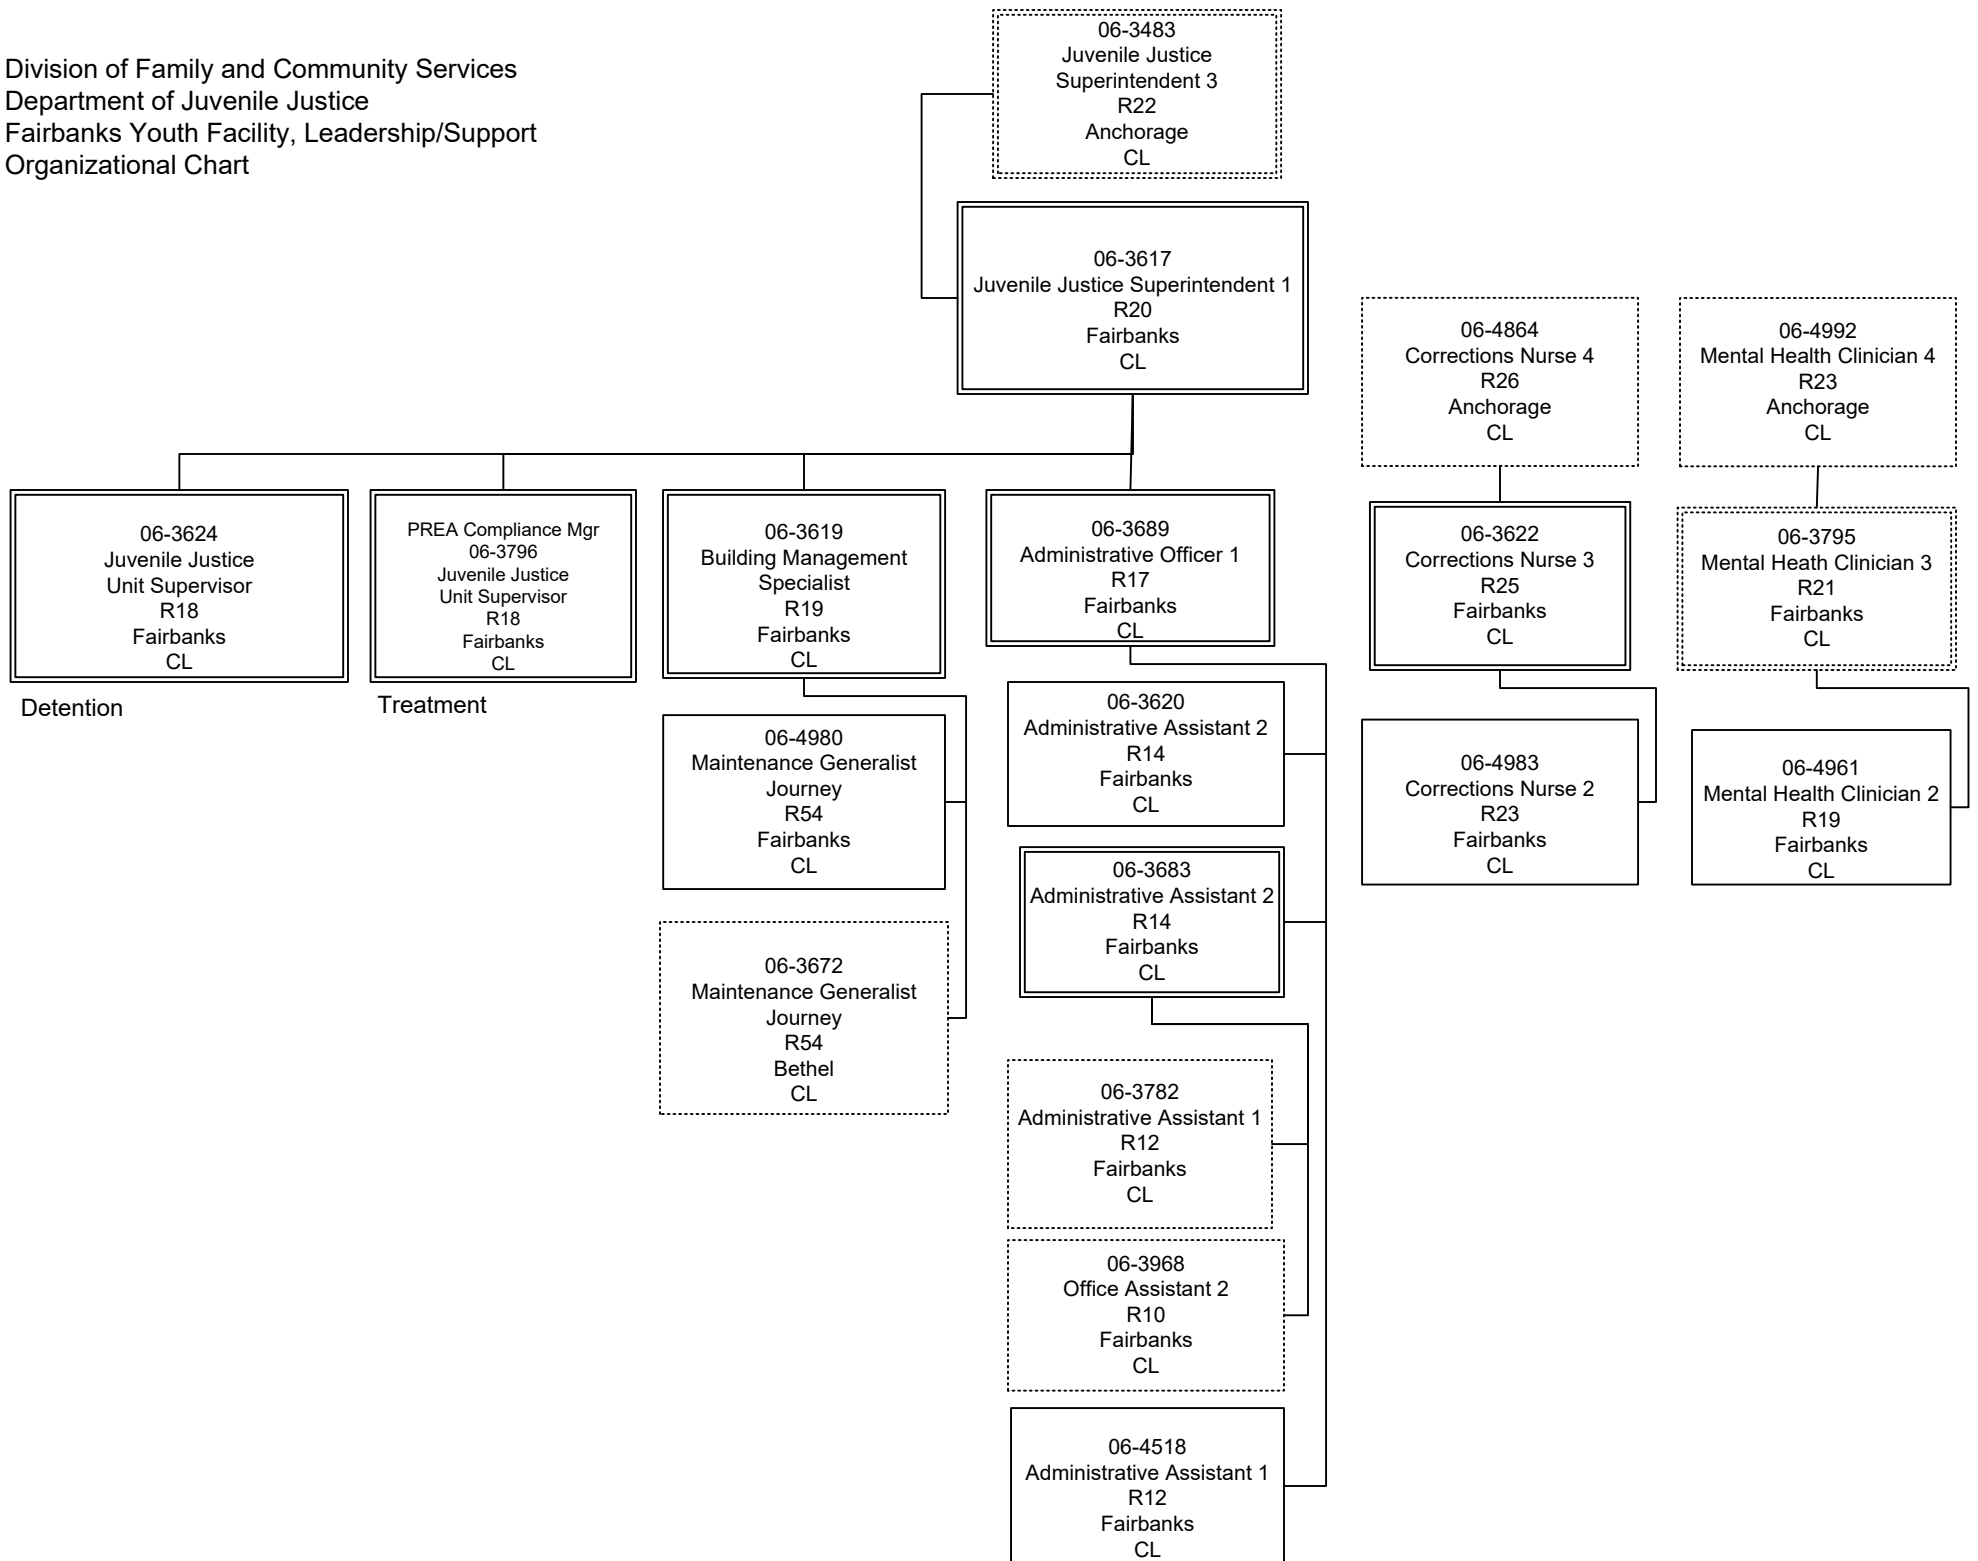 Division of Family and Community Services
Department of Juvenile Justice
Fairbanks Youth Facility, Leadership/Support
Organizational Chart
06-3483
Juvenile Justice
Superintendent 3
R22
Anchorage
CL
06-3617
Juvenile Justice Superintendent 1
R20
Fairbanks
CL
06-4864
Corrections Nurse 4
R26
Anchorage
CL
06-4992
Mental Health Clinician 4
R23
Anchorage
CL
06-3624
Juvenile Justice
Unit Supervisor
R18
Fairbanks
CL
Detention
PREA Compliance Mgr
06-3796
Juvenile Justice
Unit Supervisor
R18
Fairbanks
CL
Treatment
06-3619
Building Management
Specialist
R19
Fairbanks
CL
06-3689
Administrative Officer 1
R17
Fairbanks
CL
06-3622
Corrections Nurse 3
R25
Fairbanks
CL
06-3795
Mental Heath Clinician 3
R21
Fairbanks
CL
06-4980
Maintenance Generalist
Journey
R54
Fairbanks
CL
06-3672
Maintenance Generalist
Journey
R54
Bethel
CL
06-3620
Administrative Assistant 2
R14
Fairbanks
CL
06-3683
Administrative Assistant 2
R14
Fairbanks
CL
06-3782
Administrative Assistant 1
R12
Fairbanks
CL
06-3968
Office Assistant 2
R10
Fairbanks
CL
06-4518
Administrative Assistant 1
R12
Fairbanks
CL
06-4983
Corrections Nurse 2
R23
Fairbanks
CL
06-4961
Mental Health Clinician 2
R19
Fairbanks
CL